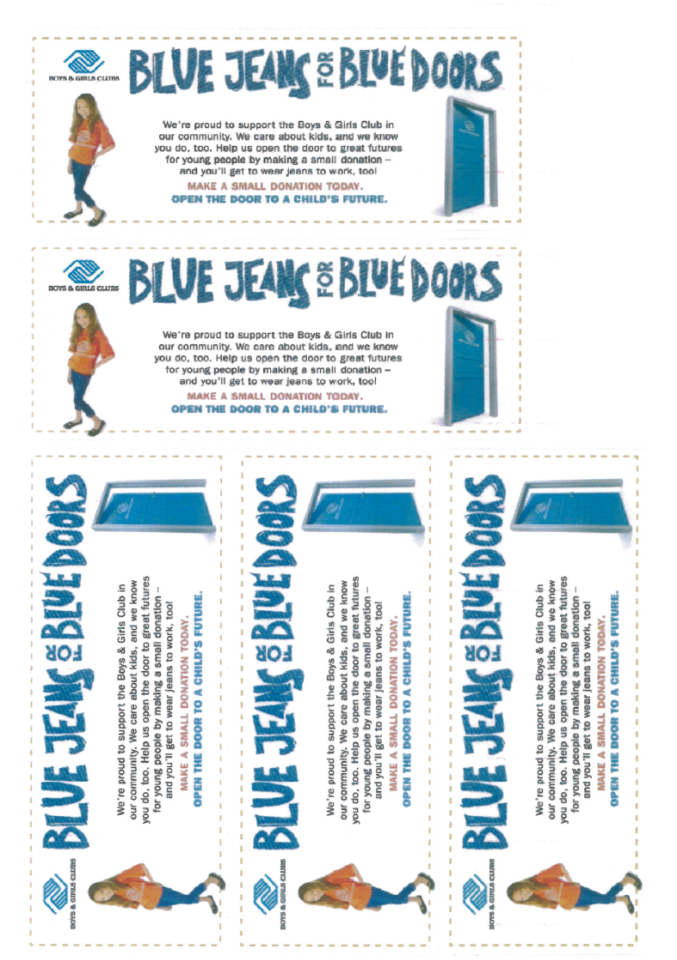 BOYS & GIRLS CLUBS
BLUE JEANS FOR BLUE DOORS
We're proud to support the Boys & Girls Club in
our community. We care about kids, and we know
you do, too. Help us open the door to great futures
for young people by making a small donation –
and you'll get to wear jeans to work, too!
MAKE A SMALL DONATION TODAY.
OPEN THE DOOR TO A CHILD'S FUTURE.
BOYS & GIRLS CLUBS
BLUE JEANS FOR BLUE DOORS
We're proud to support the Boys & Girls Club in
our community. We care about kids, and we know
you do, too. Help us open the door to great futures
for young people by making a small donation –
and you'll get to wear jeans to work, too!
MAKE A SMALL DONATION TODAY.
OPEN THE DOOR TO A CHILD'S FUTURE.
BOYS & GIRLS CLUBS
BLUE JEANS FOR BLUE DOORS
We're proud to support the Boys & Girls Club in
our community. We care about kids, and we know
you do, too. Help us open the door to great futures
for young people by making a small donation –
and you'll get to wear jeans to work, too!
MAKE A SMALL DONATION TODAY.
OPEN THE DOOR TO A CHILD'S FUTURE.
BOYS & GIRLS CLUBS
BLUE JEANS FOR BLUE DOORS
We're proud to support the Boys & Girls Club in
our community. We care about kids, and we know
you do, too. Help us open the door to great futures
for young people by making a small donation –
and you'll get to wear jeans to work, too!
MAKE A SMALL DONATION TODAY.
OPEN THE DOOR TO A CHILD'S FUTURE.
BOYS & GIRLS CLUBS
BLUE JEANS FOR BLUE DOORS
We're proud to support the Boys & Girls Club in
our community. We care about kids, and we know
you do, too. Help us open the door to great futures
for young people by making a small donation –
and you'll get to wear jeans to work, too!
MAKE A SMALL DONATION TODAY.
OPEN THE DOOR TO A CHILD'S FUTURE.